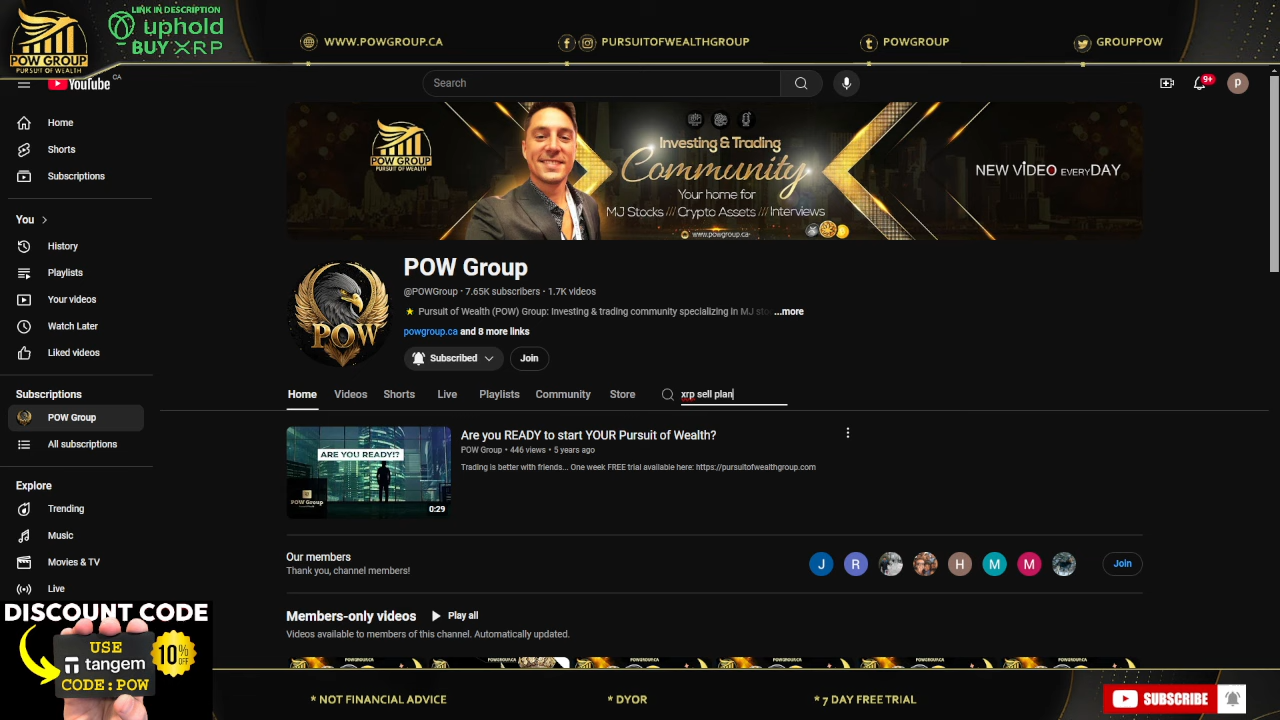 LINK IN DESCRIPTION
uphold
BUY XRP
POW GROUP
PURSUIT OF WEALTH
WWW.POWGROUP.CA
PURSUITOFWEALTHGROUP
POWGROUP
GROUPPOW
YouTube CA
Search
9+
P
Home
Shorts
Subscriptions
You
History
Playlists
Your videos
Watch Later
Liked videos
Subscriptions
POW Group
All subscriptions
Explore
Trending
Music
Movies & TV
Live
POW GROUP
PURSUIT OF WEALTH
Investing & Trading
Community
Your home for
MJ Stocks /// Crypto Assets /// Interviews
www.powgroup.ca
NEW VIDEO EVERYDAY
POW
POW Group
@POWGroup • 7.65K subscribers • 1.7K videos
Pursuit of Wealth (POW) Group: Investing & trading community specializing in MJ sto ...more
powgroup.ca and 8 more links
Subscribed
Join
Home Videos Shorts Live Playlists Community Store xrp sell plan
ARE YOU READY!?
POW Group
0:29
Are you READY to start YOUR Pursuit of Wealth?
POW Group • 446 views • 5 years ago
Trading is better with friends... One week FREE trial available here: https://pursuitofwealthgroup.com
Our members
Thank you, channel members!
J R H M M
Join
Members-only videos Play all
Videos available to members of this channel. Automatically updated.
DISCOUNT CODE
USE
tangem
CODE:POW
10% OFF
* NOT FINANCIAL ADVICE
* DYOR
* 7 DAY FREE TRIAL
SUBSCRIBE